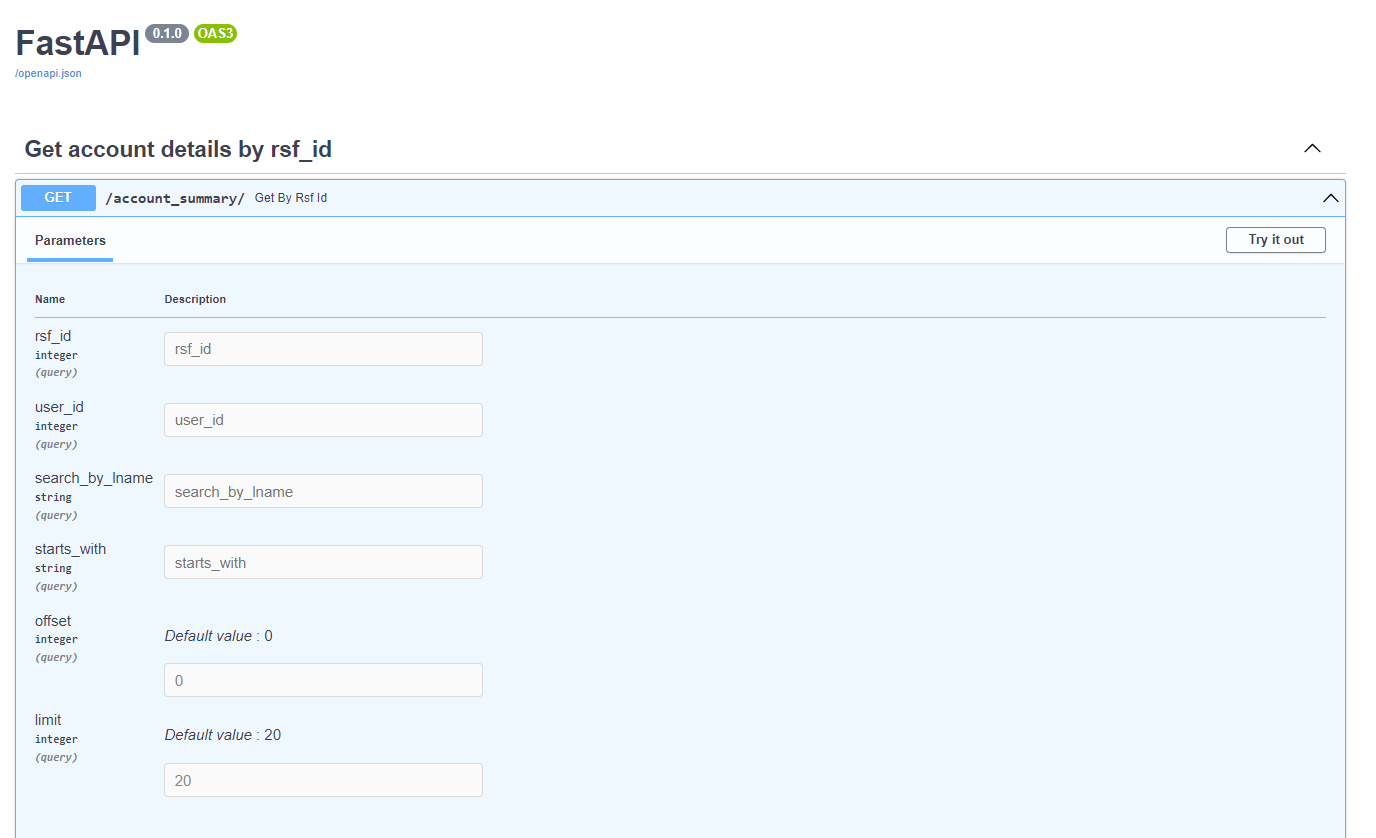 FastAPI 0.1.0 OAS3
/openapi.json
Get account details by rsf_id
GET /account_summary/ Get By Rsf Id
Parameters Try it out
Name Description
rsf_id
integer
(query)
rsf_id
user_id
integer
(query)
user_id
search_by_lname
string
(query)
search_by_lname
starts_with
string
(query)
starts_with
offset
integer
(query)
Default value : 0
0
limit
integer
(query)
Default value : 20
20